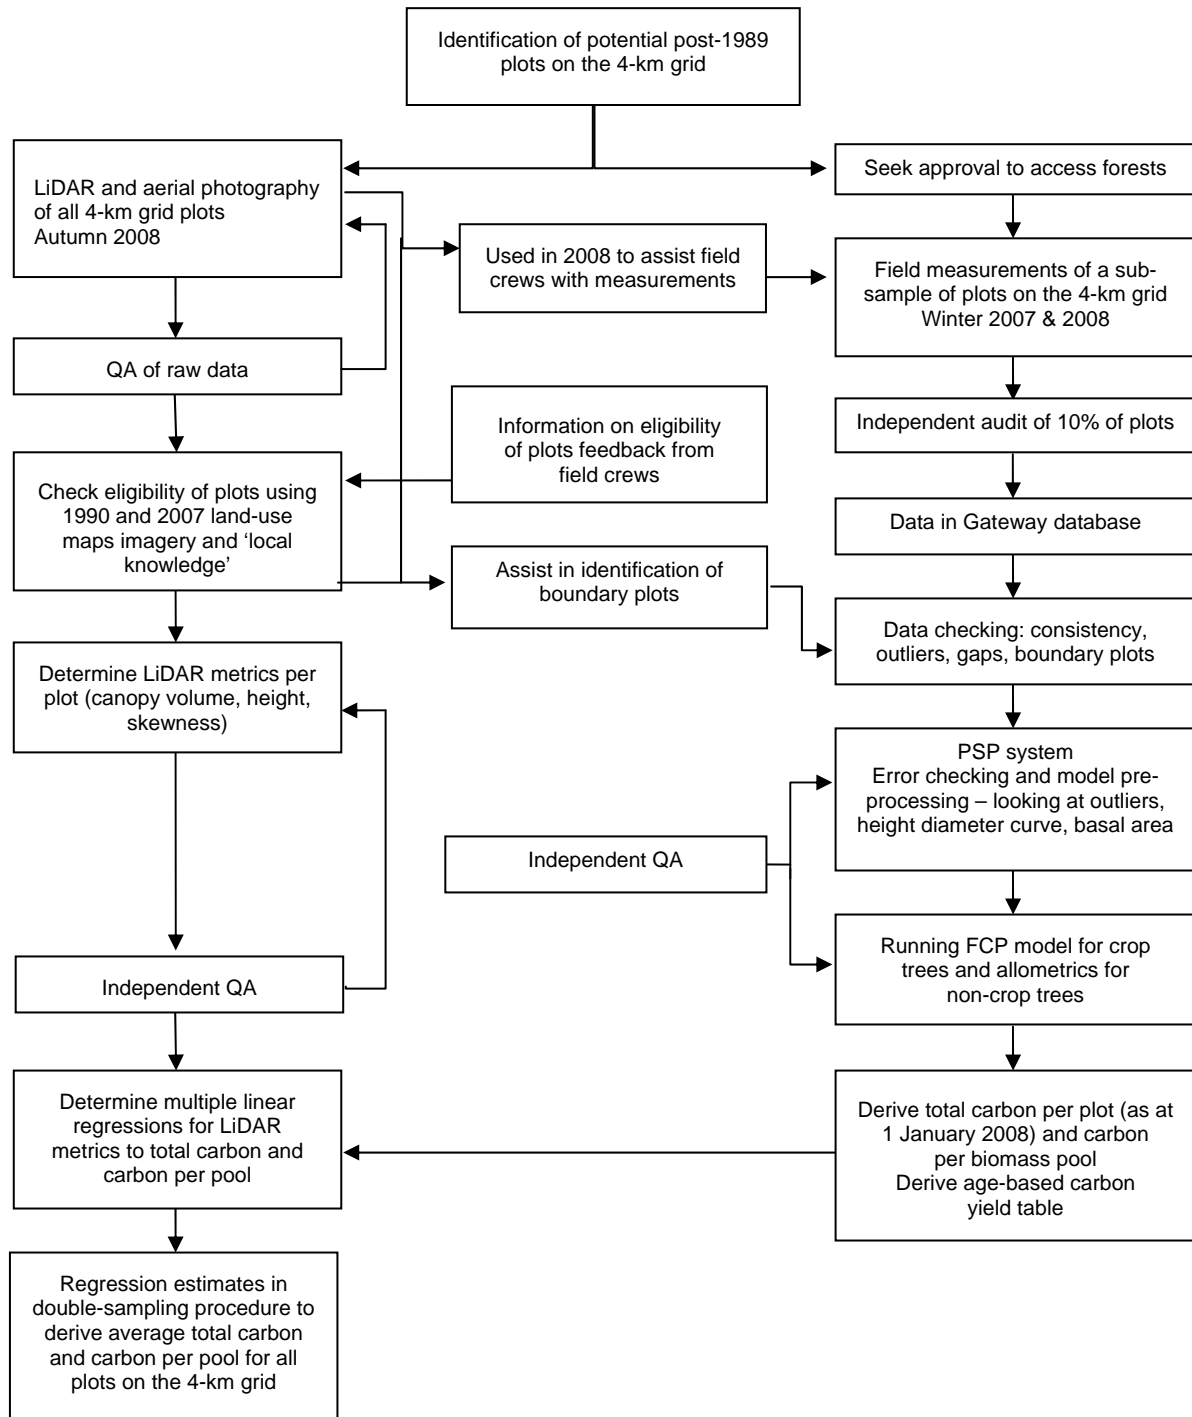 Identification of potential post-1989
plots on the 4-km grid
LiDAR and aerial photography
of all 4-km grid plots
Autumn 2008
Seek approval to access forests
Used in 2008 to assist field
crews with measurements
Field measurements of a sub-
sample of plots on the 4-km grid
Winter 2007 & 2008
QA of raw data
Information on eligibility
of plots feedback from
field crews
Independent audit of 10% of plots
Check eligibility of plots using
1990 and 2007 land-use
maps imagery and ‘local
knowledge’
Data in Gateway database
Assist in identification of
boundary plots
Data checking: consistency,
outliers, gaps, boundary plots
Determine LiDAR metrics per
plot (canopy volume, height,
skewness)
PSP system
Error checking and model pre-
processing – looking at outliers,
height diameter curve, basal area
Independent QA
Running FCP model for crop
trees and allometrics for
non-crop trees
Independent QA
Determine multiple linear
regressions for LiDAR
metrics to total carbon and
carbon per pool
Derive total carbon per plot (as at
1 January 2008) and carbon
per biomass pool
Derive age-based carbon
yield table
Regression estimates in
double-sampling procedure to
derive average total carbon
and carbon per pool for all
plots on the 4-km grid